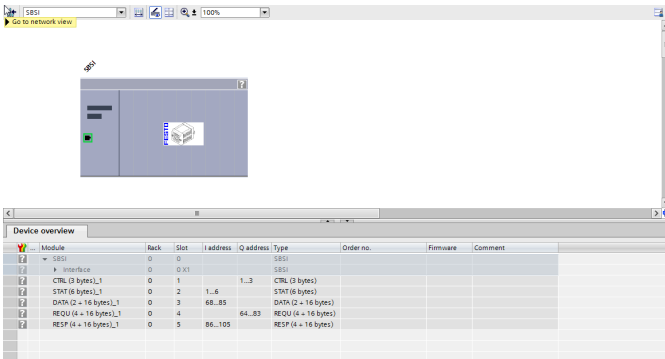 SBSI 100%
Go to network view
SBSI
?
FESTO
Device overview
... Module Rack Slot I address Q address Type Order no. Firmware Comment
? SBSI 0 0 SBSI
? Interface 0 0 X1 SBSI
? CTRL (3 bytes)_1 0 1 1...3 CTRL (3 bytes)
? STAT (6 bytes)_1 0 2 1...6 STAT (6 bytes)
? DATA (2 + 16 bytes)_1 0 3 68...85 DATA (2 + 16 bytes)
? REQU (4 + 16 bytes)_1 0 4 64...83 REQU (4 + 16 bytes)
? RESP (4 + 16 bytes)_1 0 5 86...105 RESP (4 + 16 bytes)